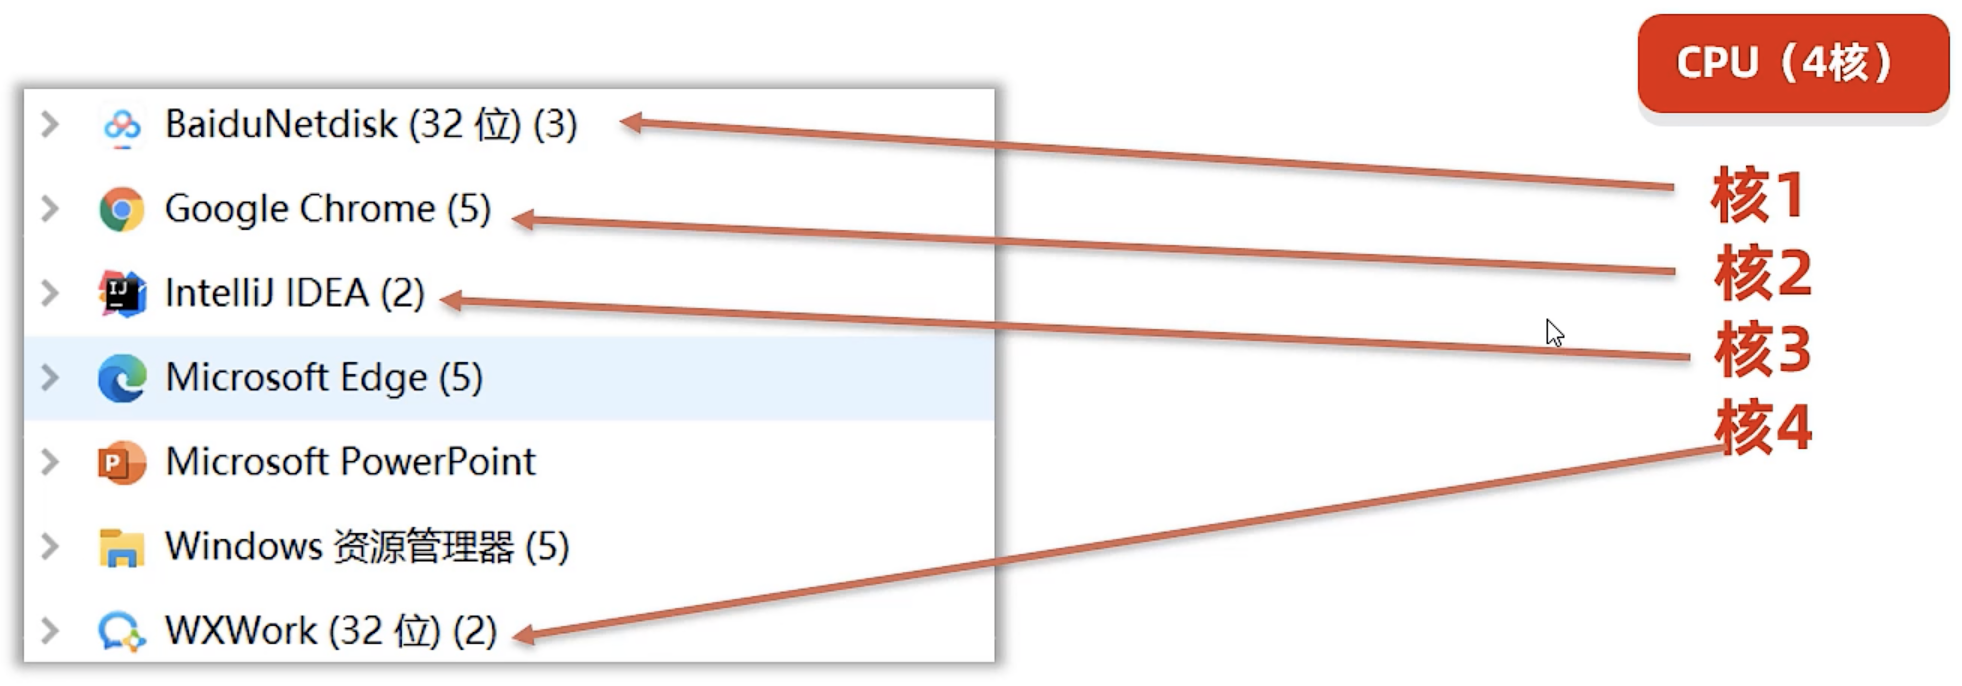 CPU（4核）
BaiduNetdisk (32 位) (3)
Google Chrome (5)
IntelliJ IDEA (2)
Microsoft Edge (5)
Microsoft PowerPoint
Windows 资源管理器 (5)
WXWork (32 位) (2)
核1
核2
核3
核4